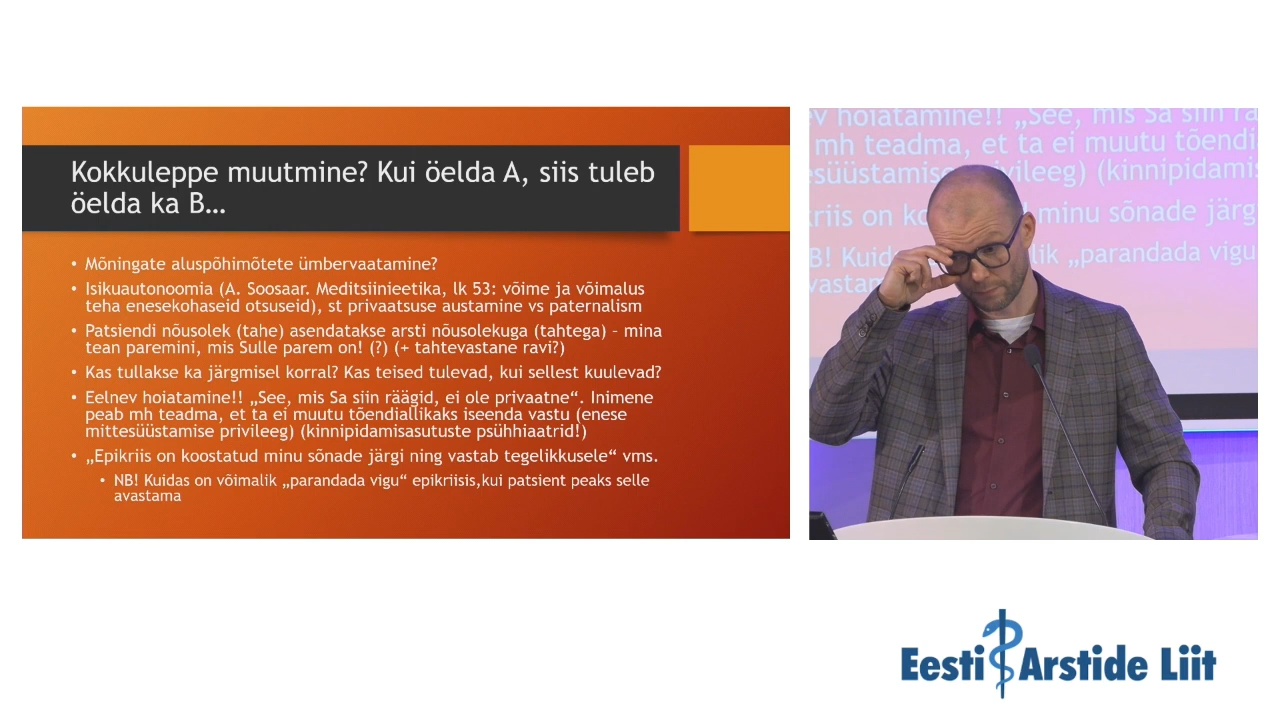 Kokkuleppe muutmine? Kui öelda A, siis tuleb
öelda ka B…
• Mõningate aluspõhimõtete ümbervaatamine?
• Isikuautonoomia (A. Soosaar. Meditsiinieetika, lk 53: võime ja võimalus
teha enesekohaseid otsuseid), st privaatsuse austamine vs paternalism
• Patsiendi nõusolek (tahe) asendatakse arsti nõusolekuga (tahtega) – mina
tean paremini, mis Sulle parem on! (?) (+ tahtevastane ravi?)
• Kas tullakse ka järgmisel korral? Kas teised tulevad, kui sellest kuulevad?
• Eelnev hoiatamine!! „See, mis Sa siin räägid, ei ole privaatne“. Inimene
peab mh teadma, et ta ei muutu tõendiallikaks iseenda vastu (enese
mittesüüstamise privileeg) (kinnipidamisasutuste psühhiaatrid!)
• „Epikriis on koostatud minu sõnade järgi ning vastab tegelikkusele“ vms.
• NB! Kuidas on võimalik „parandada vigu“ epikriisis,kui patsient peaks selle
avastama
hoiatamine!! „See, mis Sa siin
mh teadma, et ta ei muutu tõendi
minu sõnade järg
B! Kuidas
„parandada vigu
Eesti Arstide Liit